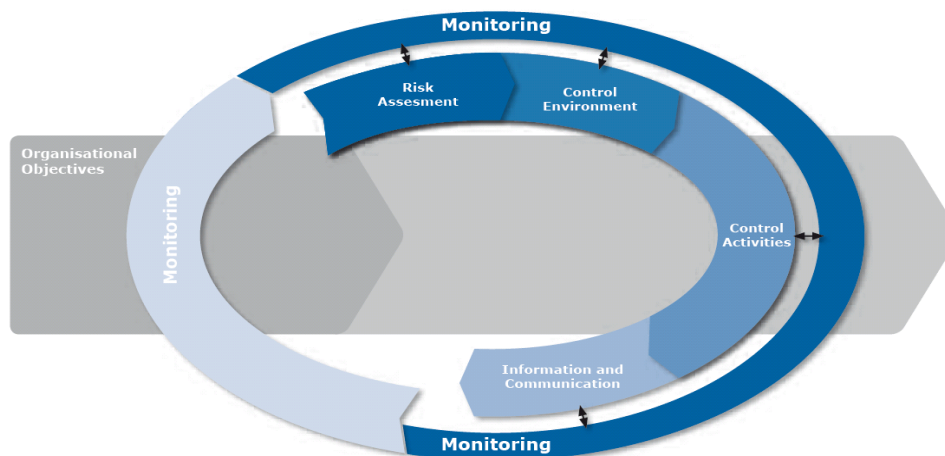 Monitoring
Risk
Assesment
Control
Environment
Organisational
Objectives
Monitoring
Control
Activities
Information and
Communication
Monitoring